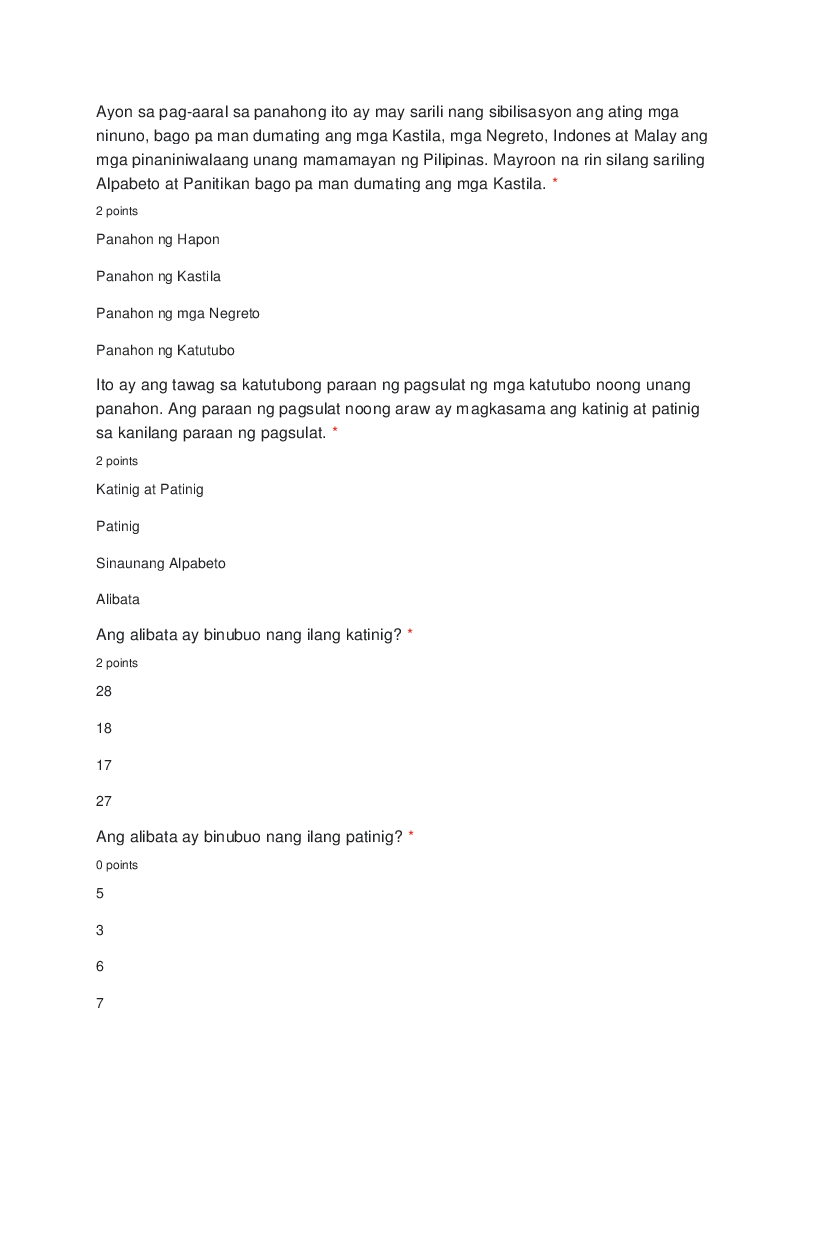 Ayon sa pag-aaral sa panahong ito ay may sarili nang sibilisasyon ang ating mga
ninuno, bago pa man dumating ang mga Kastila, mga Negreto, Indones at Malay ang
mga pinaniniwalaang unang mamamayan ng Pilipinas. Mayroon na rin silang sariling
Alpabeto at Panitikan bago pa man dumating ang mga Kastila. *
2 points
Panahon ng Hapon
Panahon ng Kastila
Panahon ng mga Negreto
Panahon ng Katutubo
Ito ay ang tawag sa katutubong paraan ng pagsulat ng mga katutubo noong unang
panahon. Ang paraan ng pagsulat noong araw ay magkasama ang katinig at patinig
sa kanilang paraan ng pagsulat. *
2 points
Katinig at Patinig
Patinig
Sinaunang Alpabeto
Alibata
Ang alibata ay binubuo nang ilang katinig? *
2 points
28
18
17
27
Ang alibata ay binubuo nang ilang patinig? *
0 points
5
3
6
7